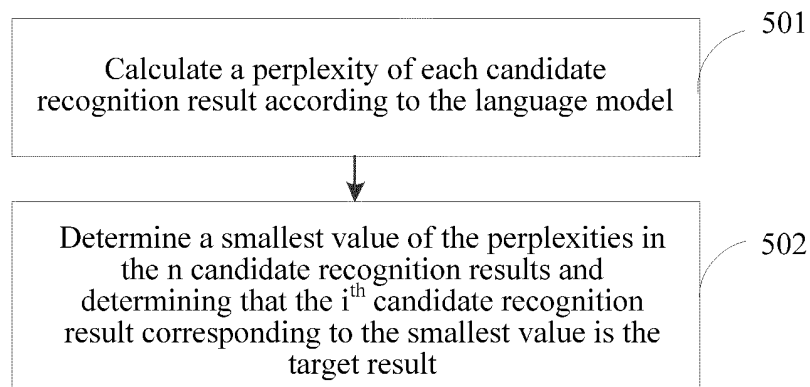 501
Calculate a perplexity of each candidate
recognition result according to the language model
502
Determine a smallest value of the perplexities in
the n candidate recognition results and
determining that the i^th candidate recognition
result corresponding to the smallest value is the
target result